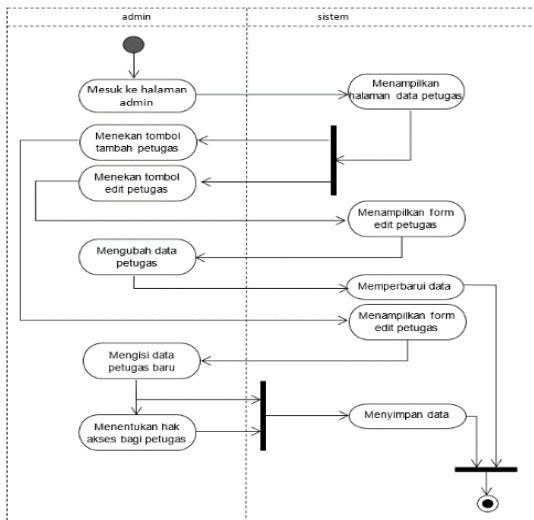 admin
sistem
Mesuk ke halaman
admin
Menampilkan
halaman data petugas
Menekan tombol
tambah petugas
Menekan tombol
edit petugas
Menampilkan form
edit petugas
Mengubah data
petugas
Memperbarui data
Menampilkan form
edit petugas
Mengisi data
petugas baru
Menentukan hak
akses bagi petugas
Menyimpan data